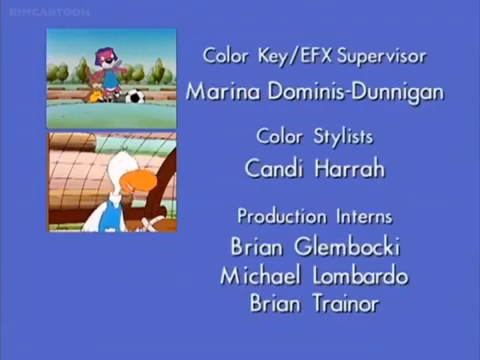 KIMCARTOON
Color Key/EFX Supervisor
Marina Dominis-Dunnigan
Color Stylists
Candi Harrah
Production Interns
Brian Glembocki
Michael Lombardo
Brian Trainor